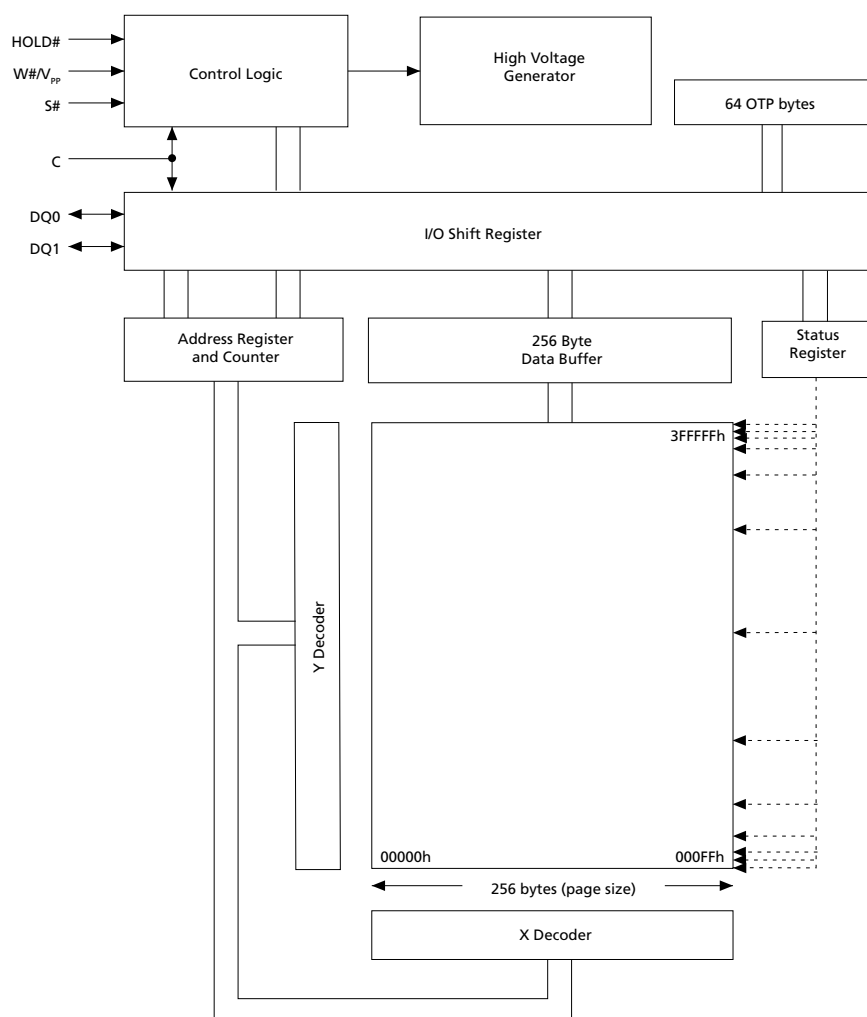 HOLD#
W#/VPP
S#
Control Logic
High Voltage
Generator
64 OTP bytes
C
DQ0
DQ1
I/O Shift Register
Address Register
and Counter
256 Byte
Data Buffer
Status
Register
3FFFFFh
Y Decoder
00000h
000FFh
256 bytes (page size)
X Decoder